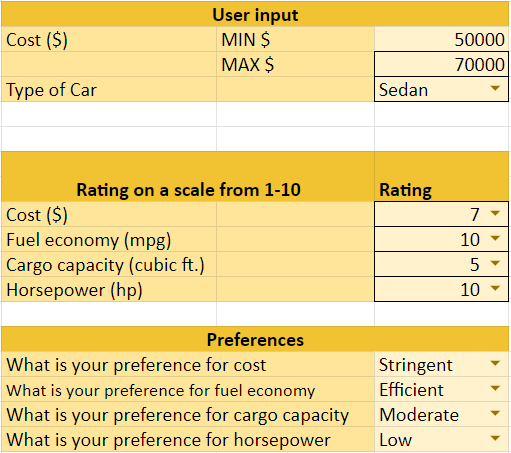 User input
Cost ($) MIN $ 50000
MAX $ 70000
Type of Car Sedan
Rating on a scale from 1-10 Rating
Cost ($) 7
Fuel economy (mpg) 10
Cargo capacity (cubic ft.) 5
Horsepower (hp) 10
Preferences
What is your preference for cost Stringent
What is your preference for fuel economy Efficient
What is your preference for cargo capacity Moderate
What is your preference for horsepower Low